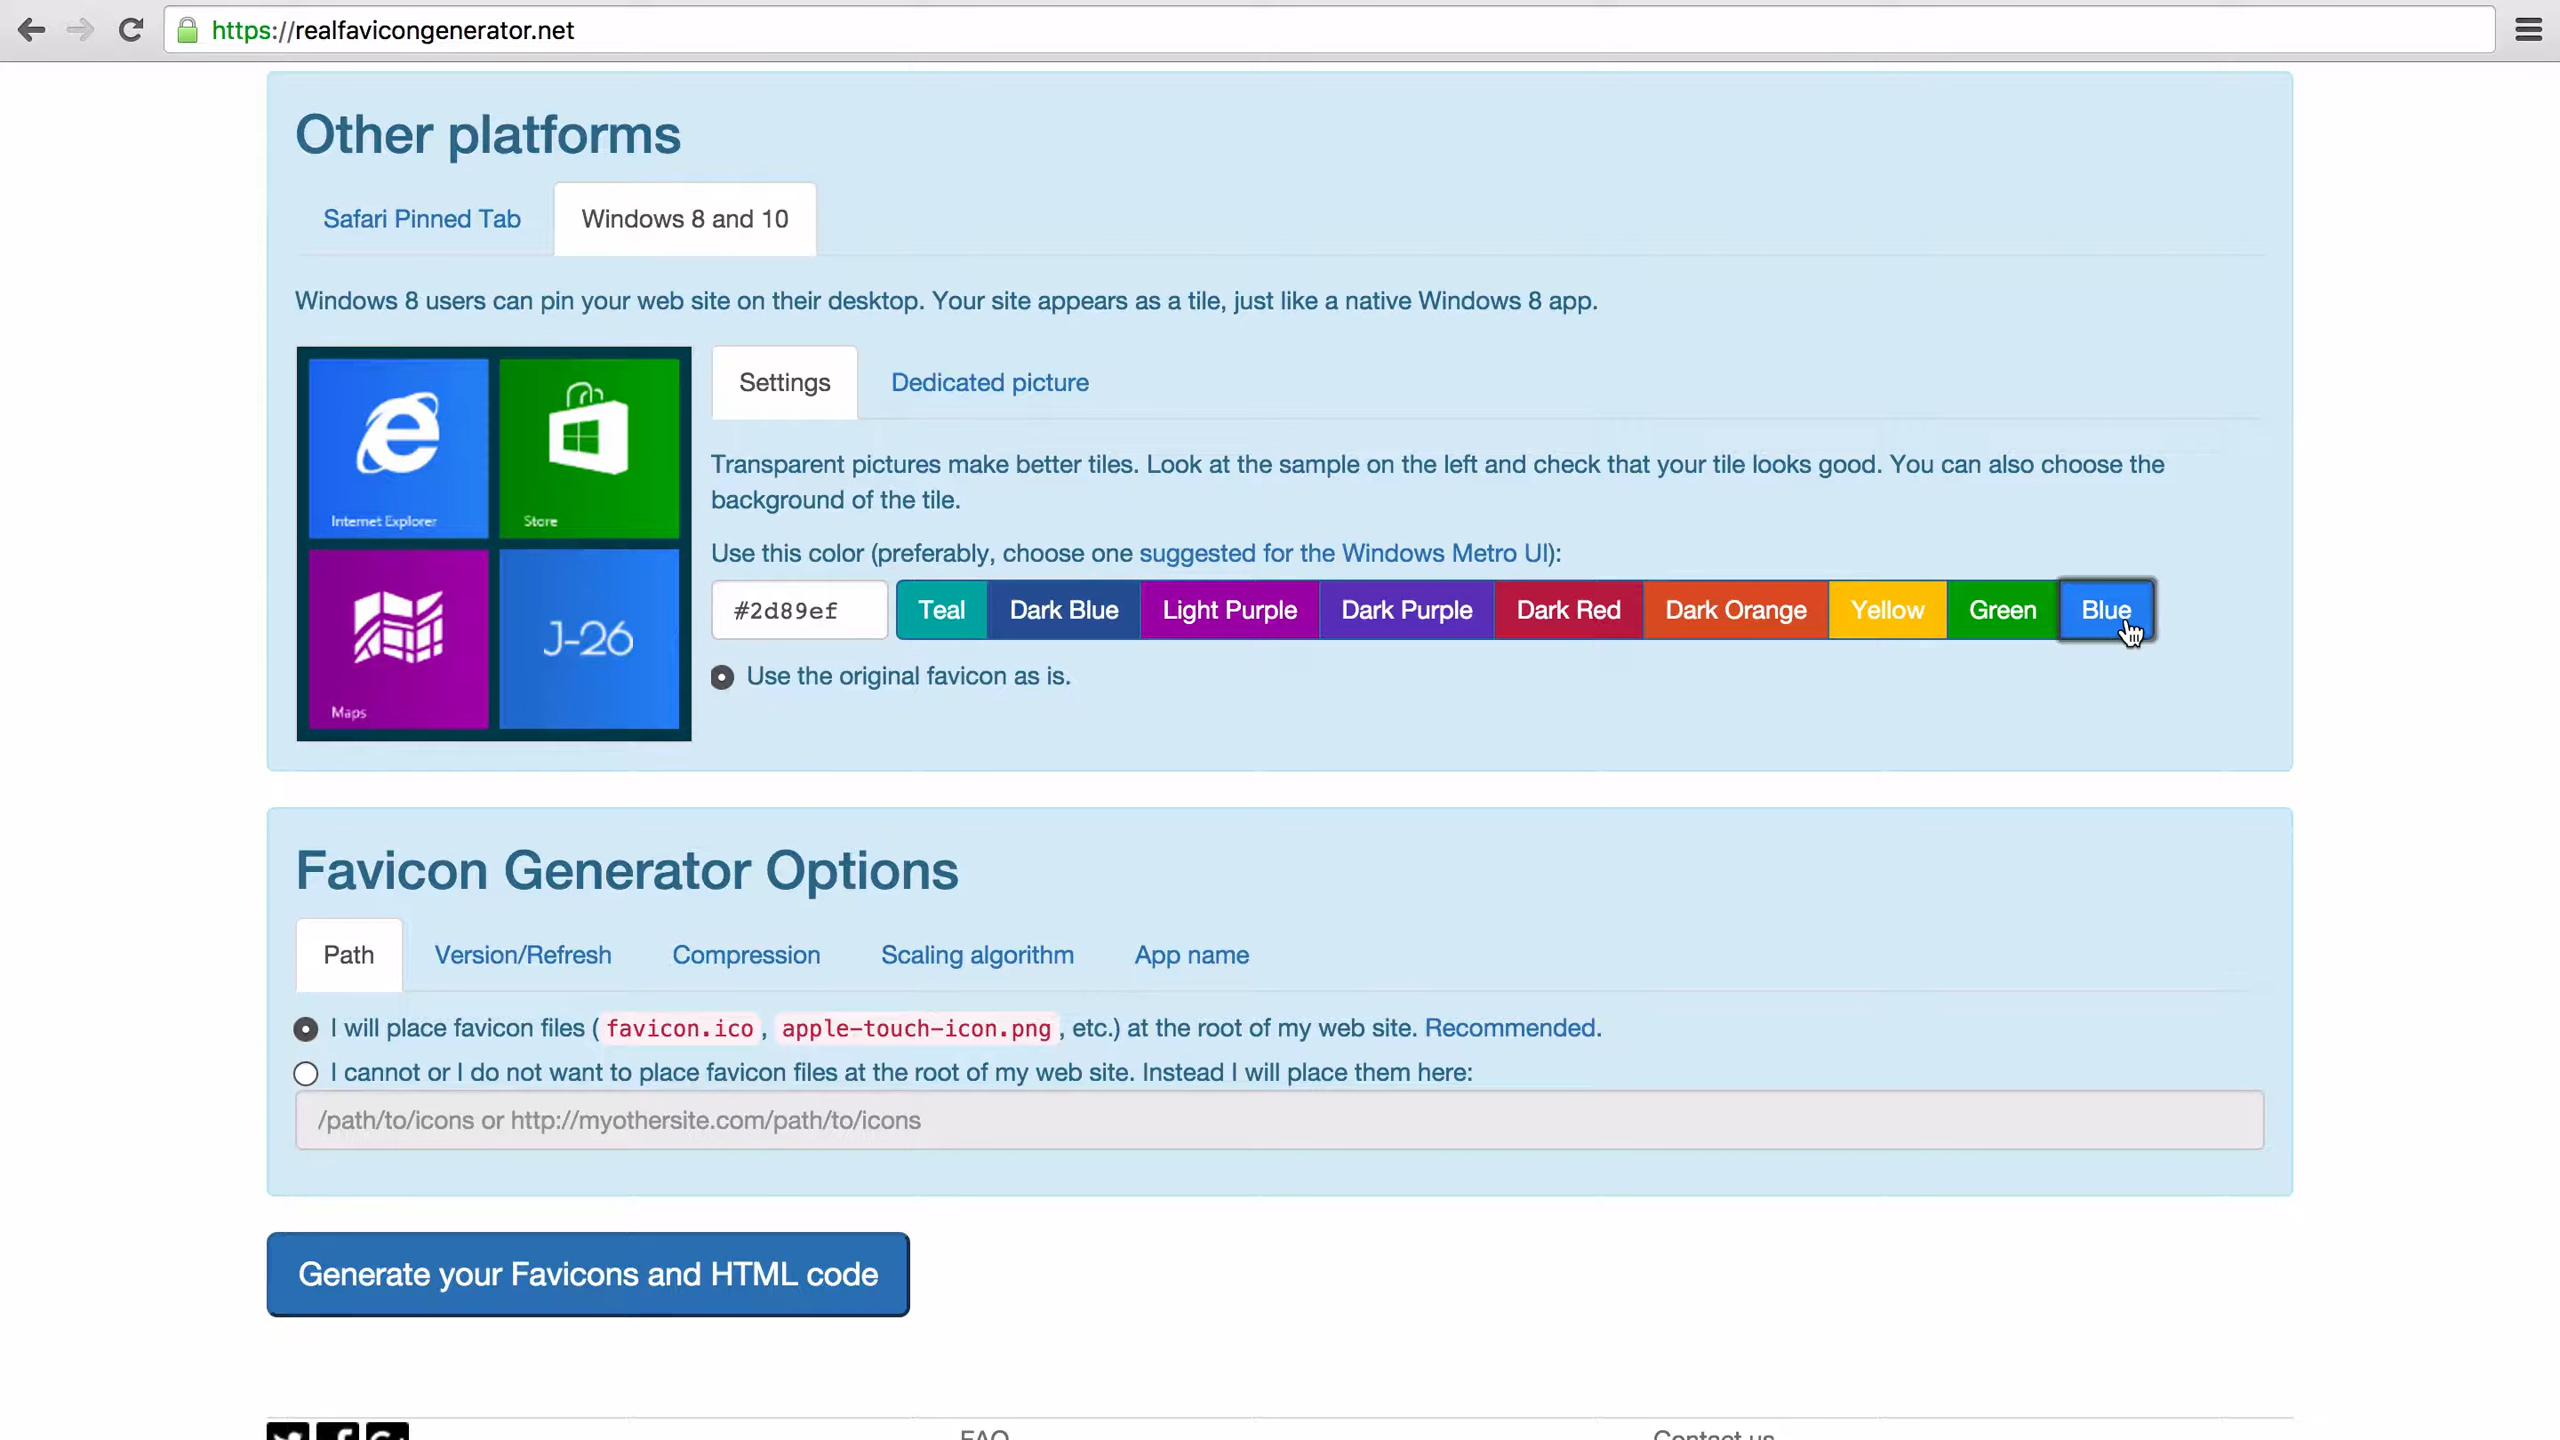 https://realfavicongenerator.net
Other platforms
Safari Pinned Tab
Windows 8 and 10
Windows 8 users can pin your web site on their desktop. Your site appears as a tile, just like a native Windows 8 app.
Internet Explorer
Store
Maps
J-26
Settings
Dedicated picture
Transparent pictures make better tiles. Look at the sample on the left and check that your tile looks good. You can also choose the
background of the tile.
Use this color (preferably, choose one suggested for the Windows Metro UI):
#2d89ef Teal Dark Blue Light Purple Dark Purple Dark Red Dark Orange Yellow Green Blue
Use the original favicon as is.
Favicon Generator Options
Path Version/Refresh Compression Scaling algorithm App name
I will place favicon files (favicon.ico, apple-touch-icon.png, etc.) at the root of my web site. Recommended.
I cannot or I do not want to place favicon files at the root of my web site. Instead I will place them here:
/path/to/icons or http://myothersite.com/path/to/icons
Generate your Favicons and HTML code
FAQ
Contact us